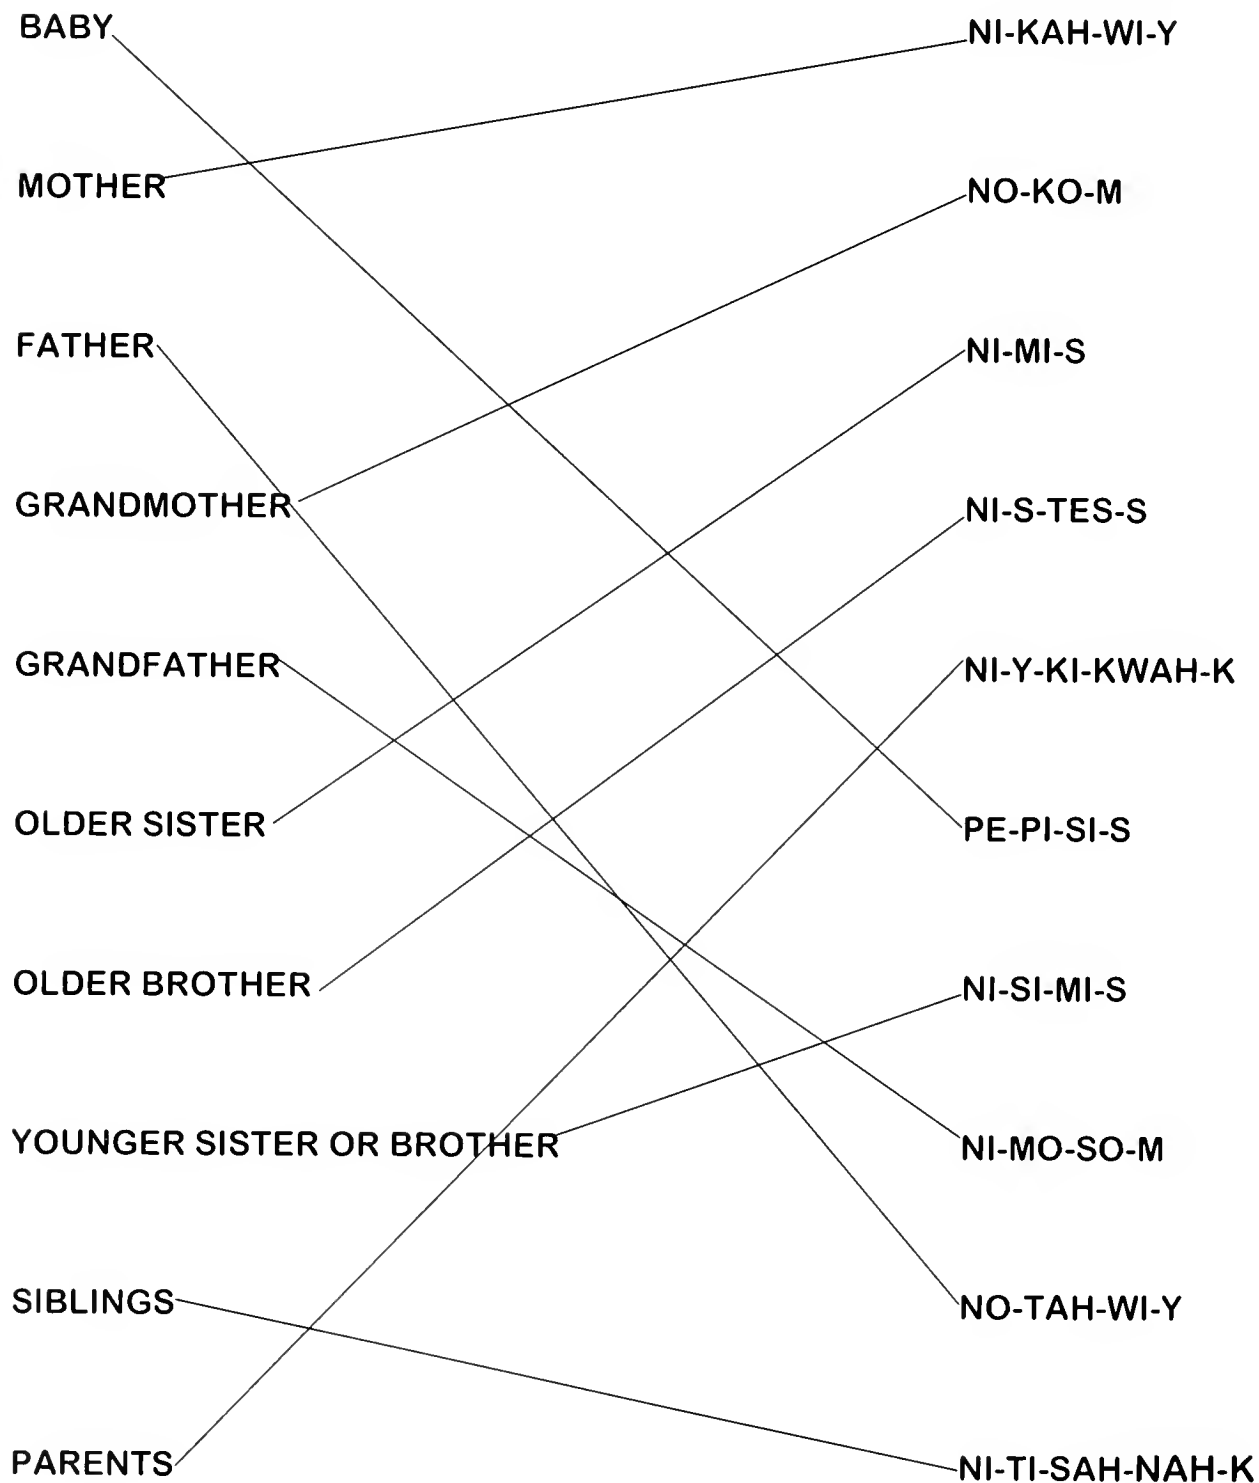 BABY NI-KAH-WI-Y
MOTHER NO-KO-M
FATHER NI-MI-S
GRANDMOTHER NI-S-TES-S
GRANDFATHER NI-Y-KI-KWAH-K
OLDER SISTER PE-PI-SI-S
OLDER BROTHER NI-SI-MI-S
YOUNGER SISTER OR BROTHER NI-MO-SO-M
SIBLINGS NO-TAH-WI-Y
PARENTS NI-TI-SAH-NAH-K